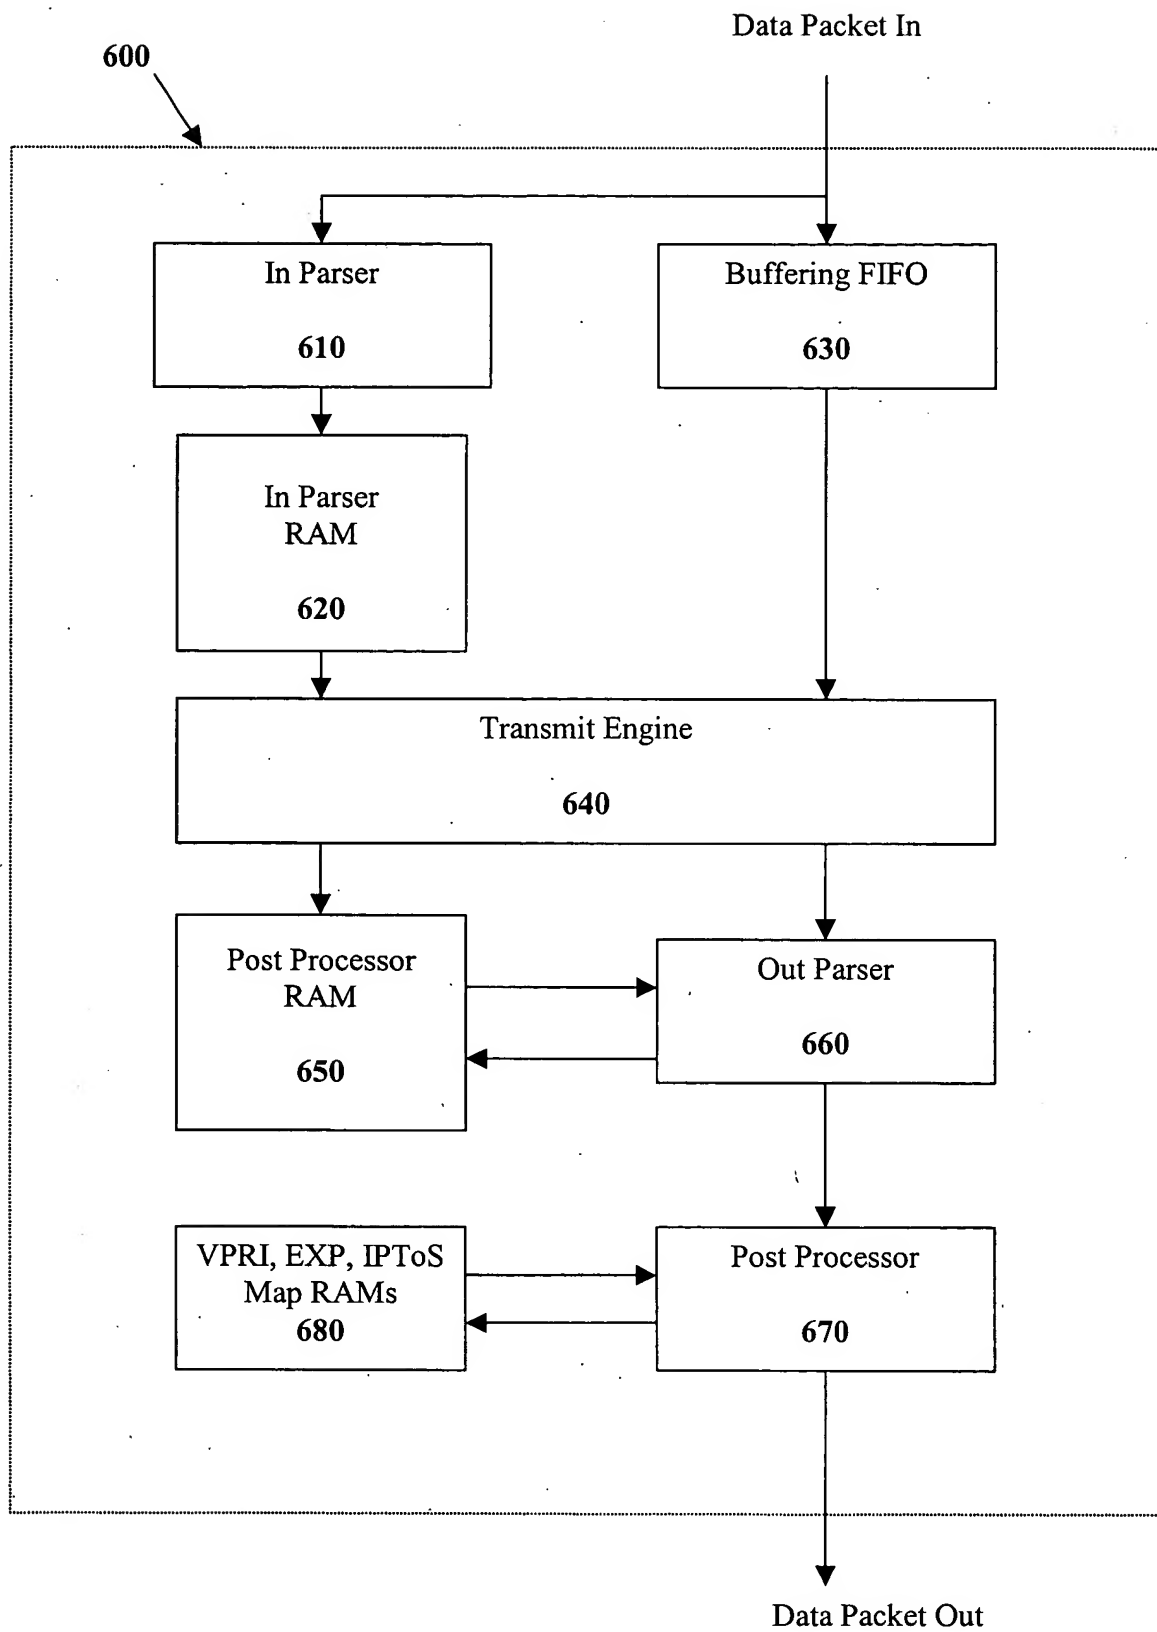 Data Packet In
600
In Parser
610
Buffering FIFO
630
In Parser
RAM
620
Transmit Engine
640
Post Processor
RAM
650
Out Parser
660
VPRI, EXP, IPToS
Map RAMs
680
Post Processor
670
Data Packet Out